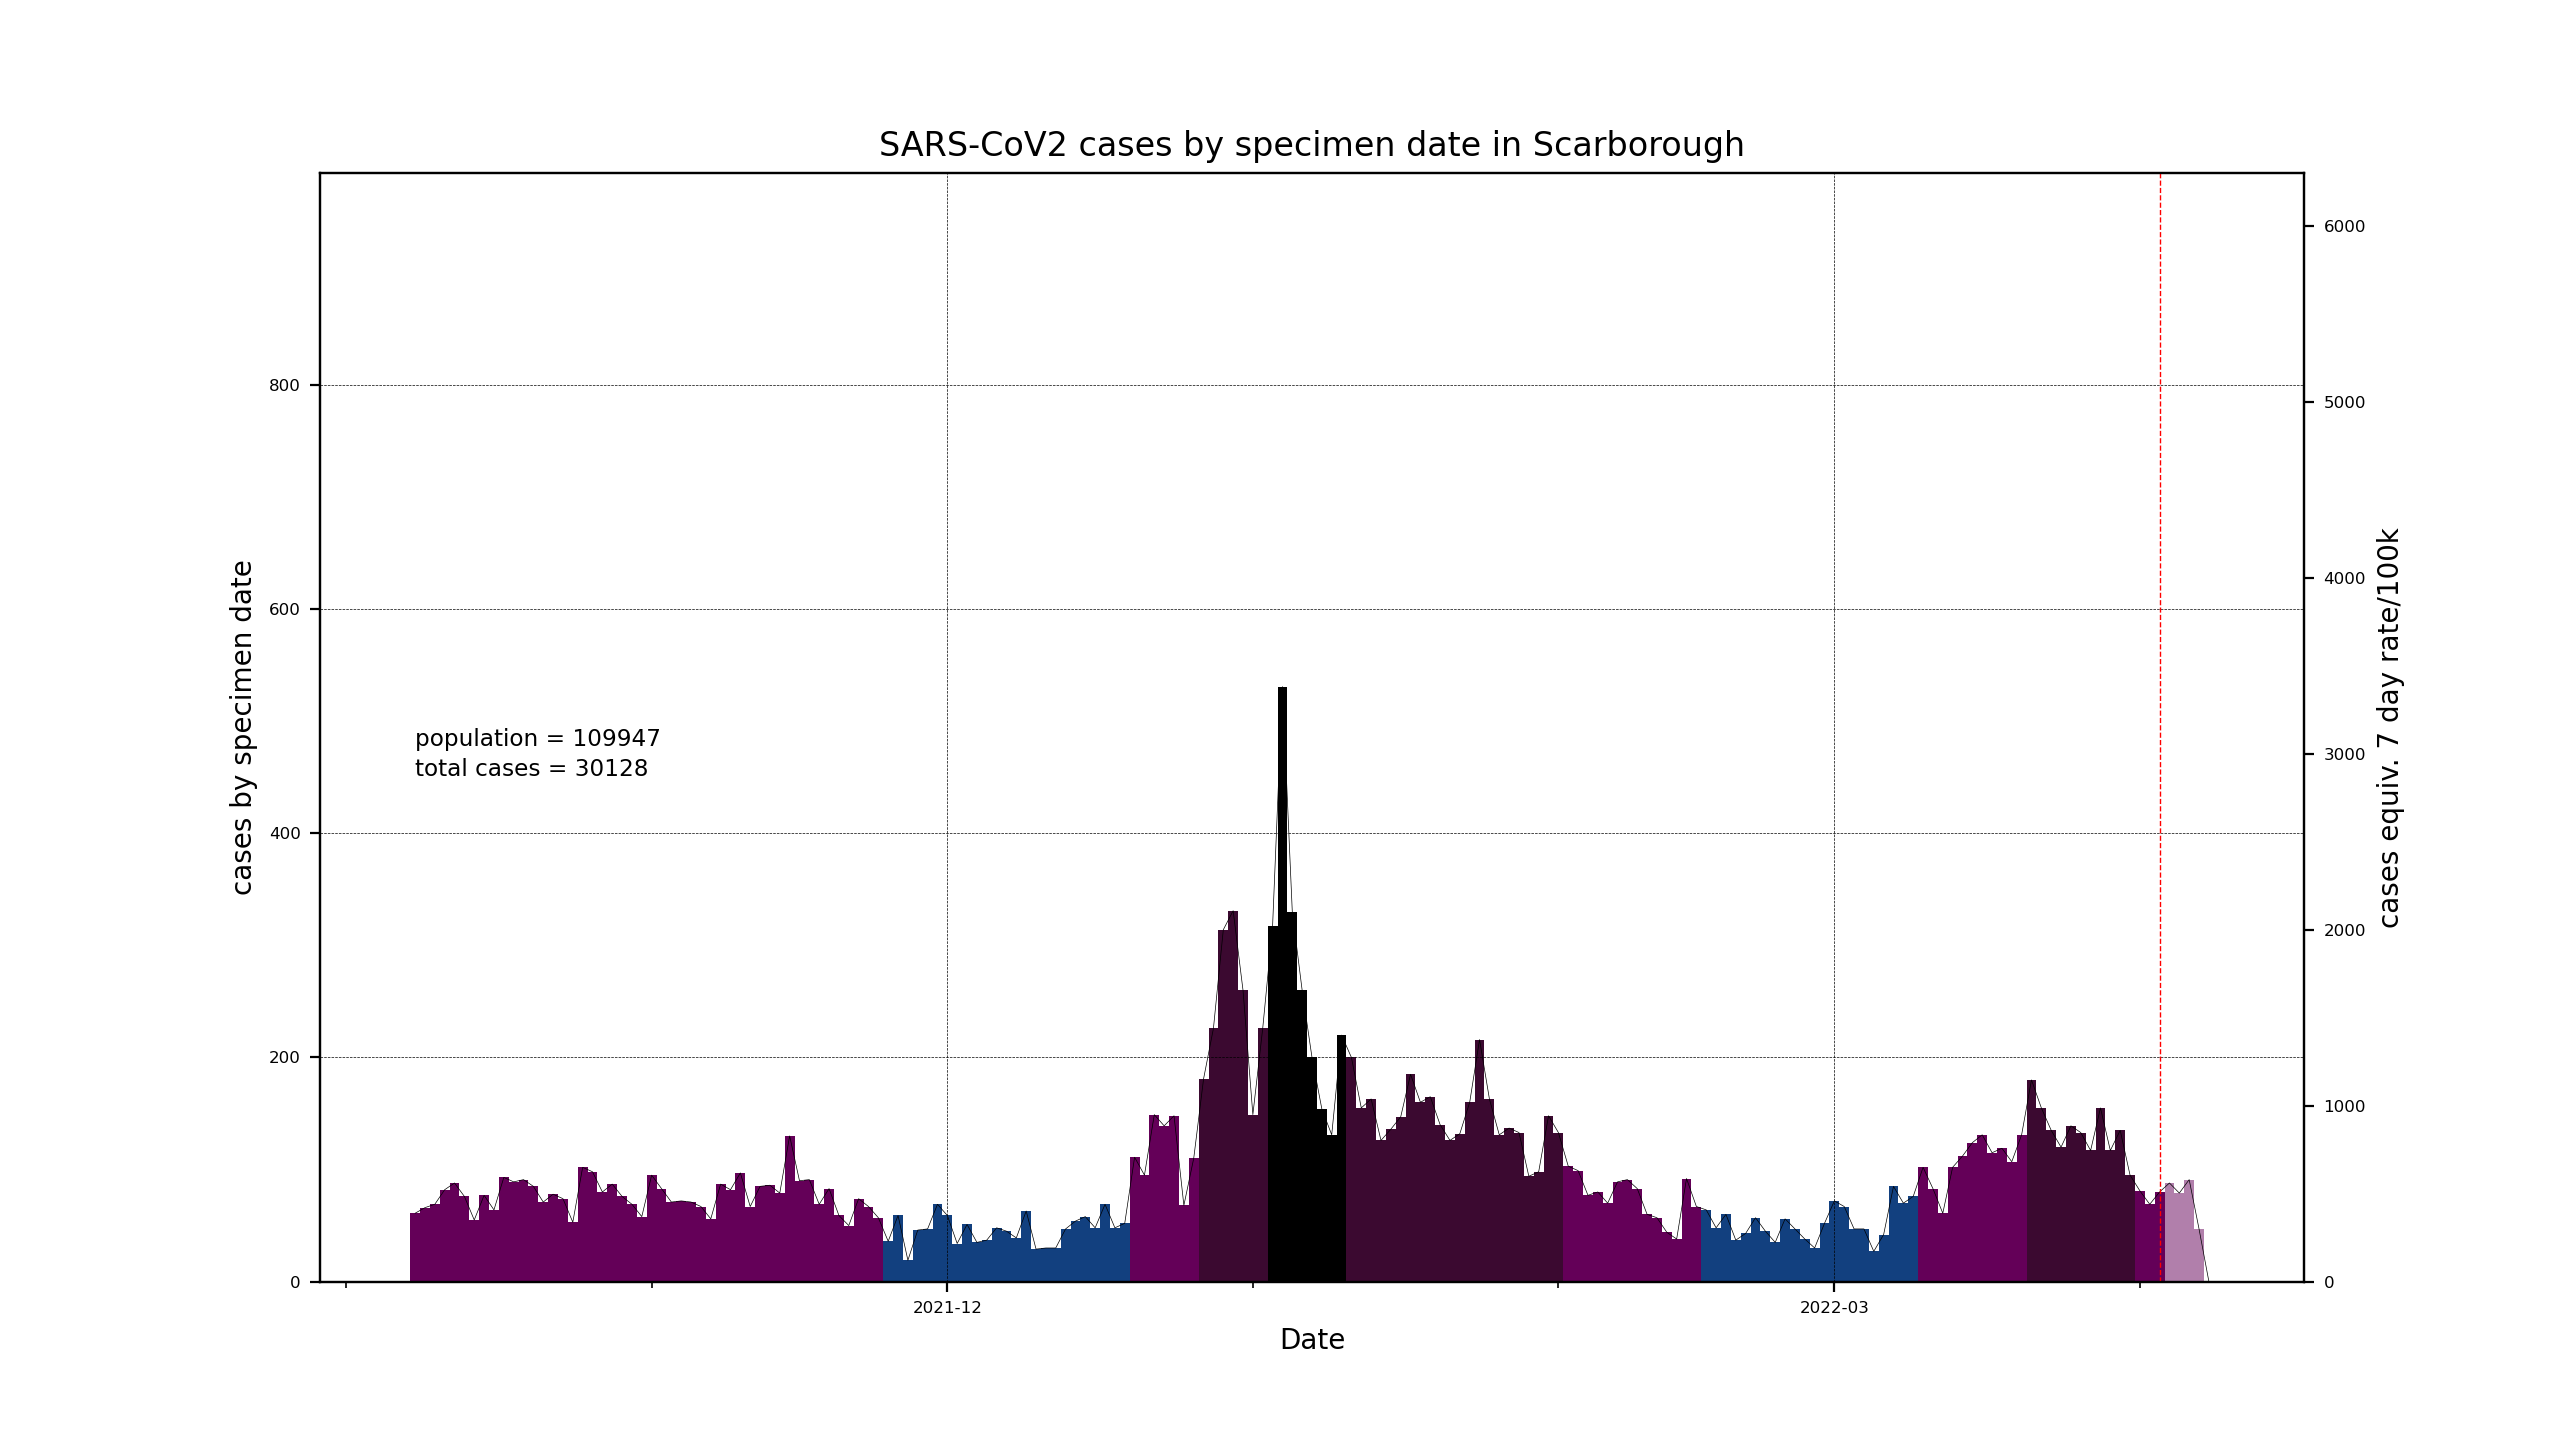 SARS-CoV2 cases by specimen date in Scarborough
cases by specimen date
800
600
400
200
0
population = 109947
total cases = 30128
6000
5000
4000
3000
2000
1000
0
cases equiv. 7 day rate/100k
2021-12
2022-03
Date